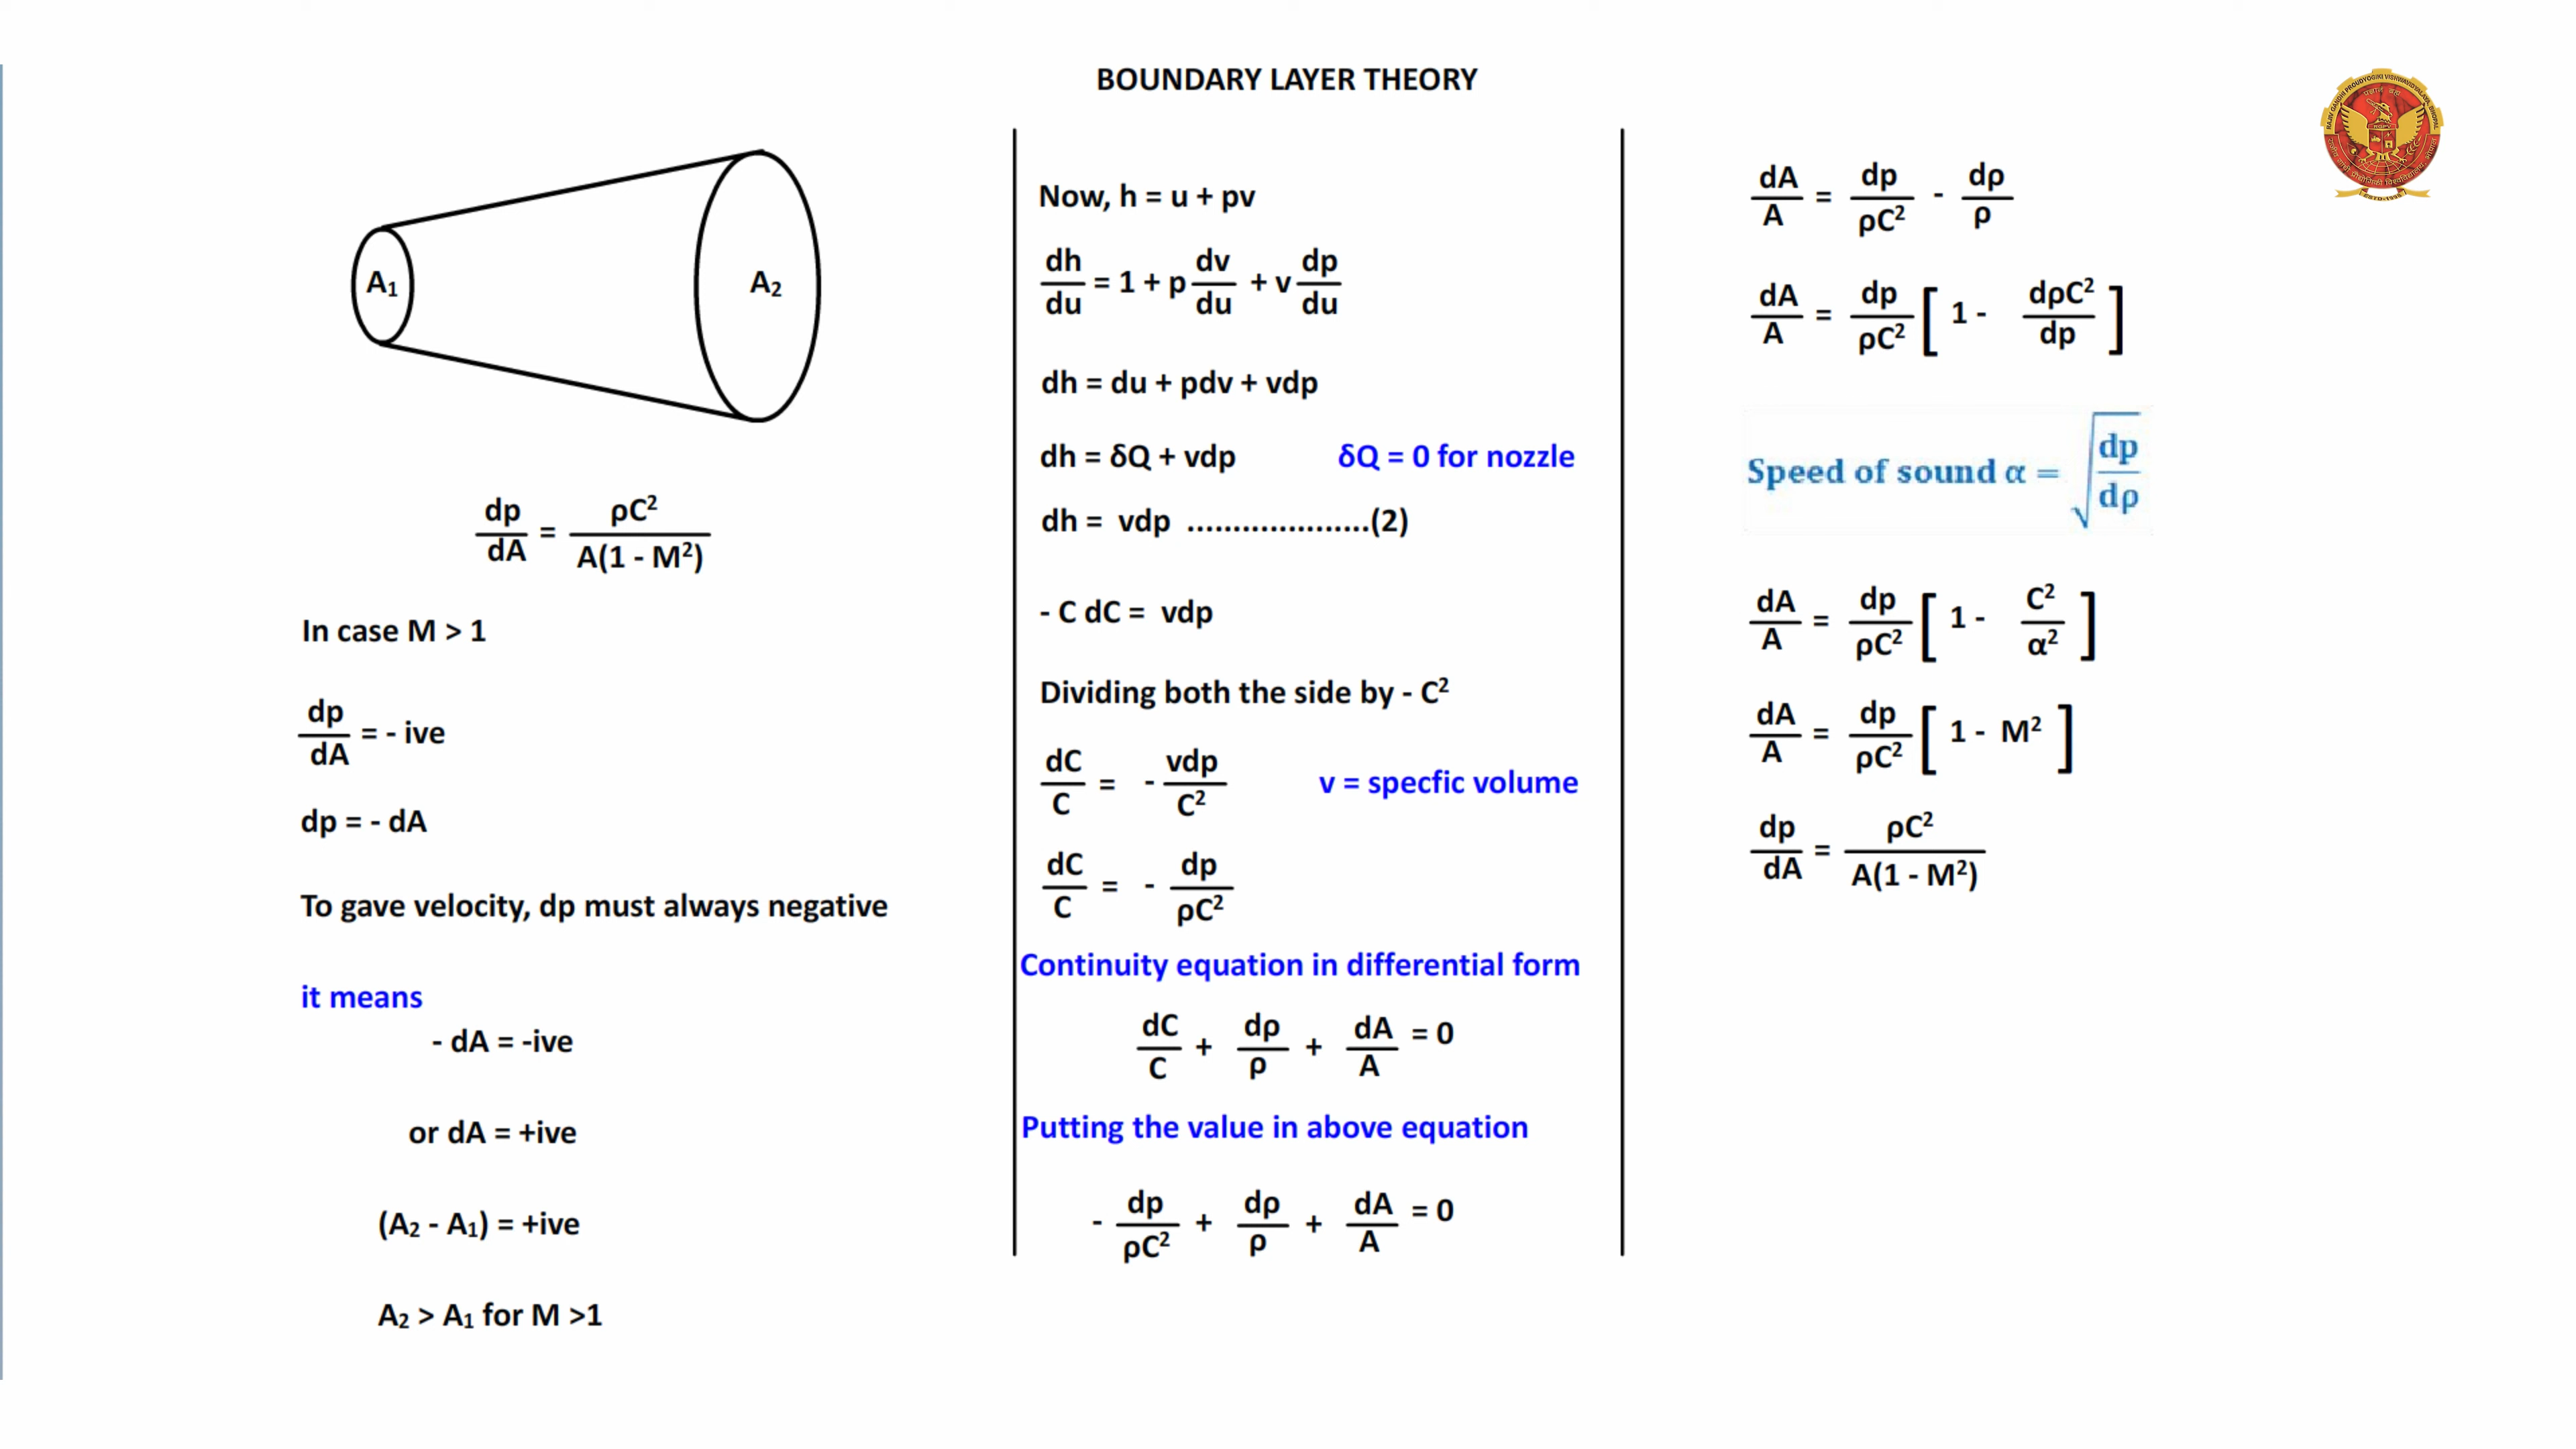 BOUNDARY LAYER THEORY
A₁
A₂
dp/dA = ρC²/A(1 - M²)
In case M > 1
dp/dA = - ive
dp = - dA
To gave velocity, dp must always negative
it means
- dA = -ive
or dA = +ive
(A₂ - A₁) = +ive
A₂ > A₁ for M >1
Now, h = u + pv
dh/du = 1 + p dv/du + v dp/du
dh = du + pdv + vdp
dh = δQ + vdp δQ = 0 for nozzle
dh = vdp ....................(2)
- C dC = vdp
Dividing both the side by - C²
dC/C = - vdp/C² v = specfic volume
dC/C = - dp/ρC²
Continuity equation in differential form
dC/C + dρ/ρ + dA/A = 0
Putting the value in above equation
- dp/ρC² + dρ/ρ + dA/A = 0
dA/A = dp/ρC² - dρ/ρ
dA/A = dp/ρC² [ 1 - dρC²/dp ]
Speed of sound α = √dp/dρ
dA/A = dp/ρC² [ 1 - C²/α² ]
dA/A = dp/ρC² [ 1 - M² ]
dp/dA = ρC²/A(1 - M²)